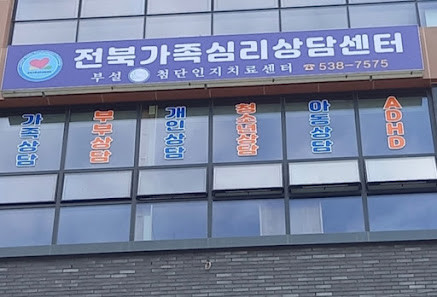 전북가족심리상담센터
부설 첨단인지치료센터 ☎538-7575
가족상담
부부상담
개인상담
청소년상담
아동상담
ADHD